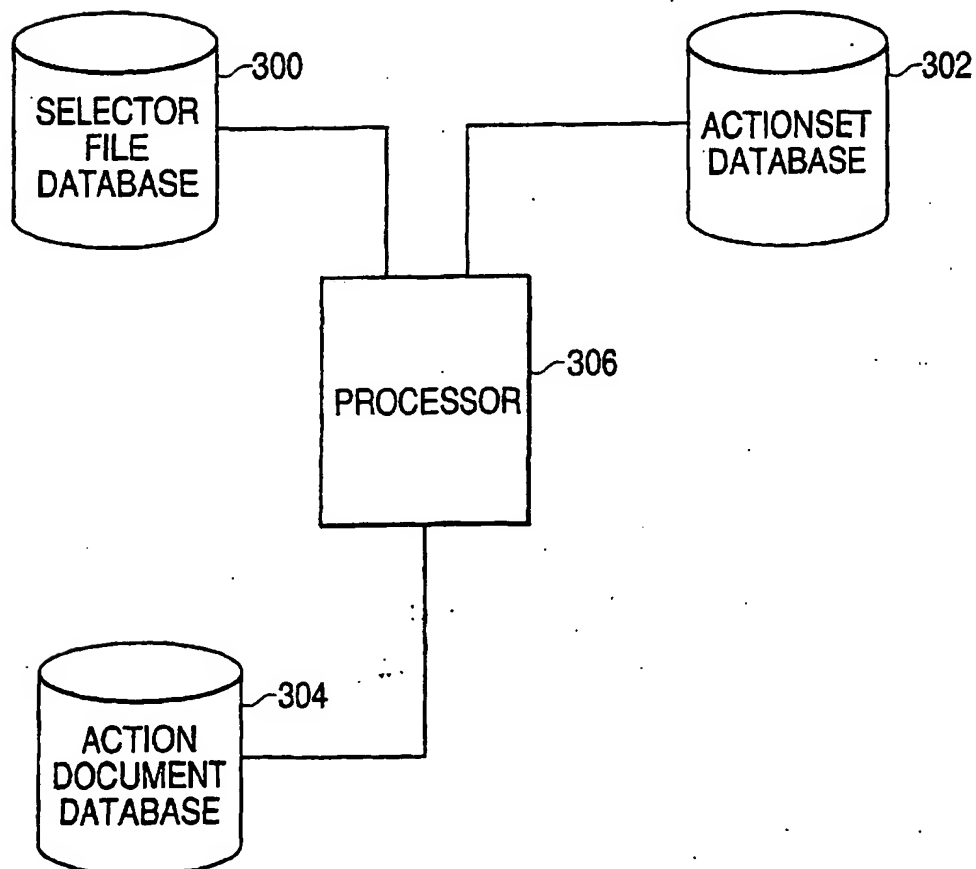 300
SELECTOR
FILE
DATABASE
302
ACTIONSET
DATABASE
306
PROCESSOR
304
ACTION
DOCUMENT
DATABASE